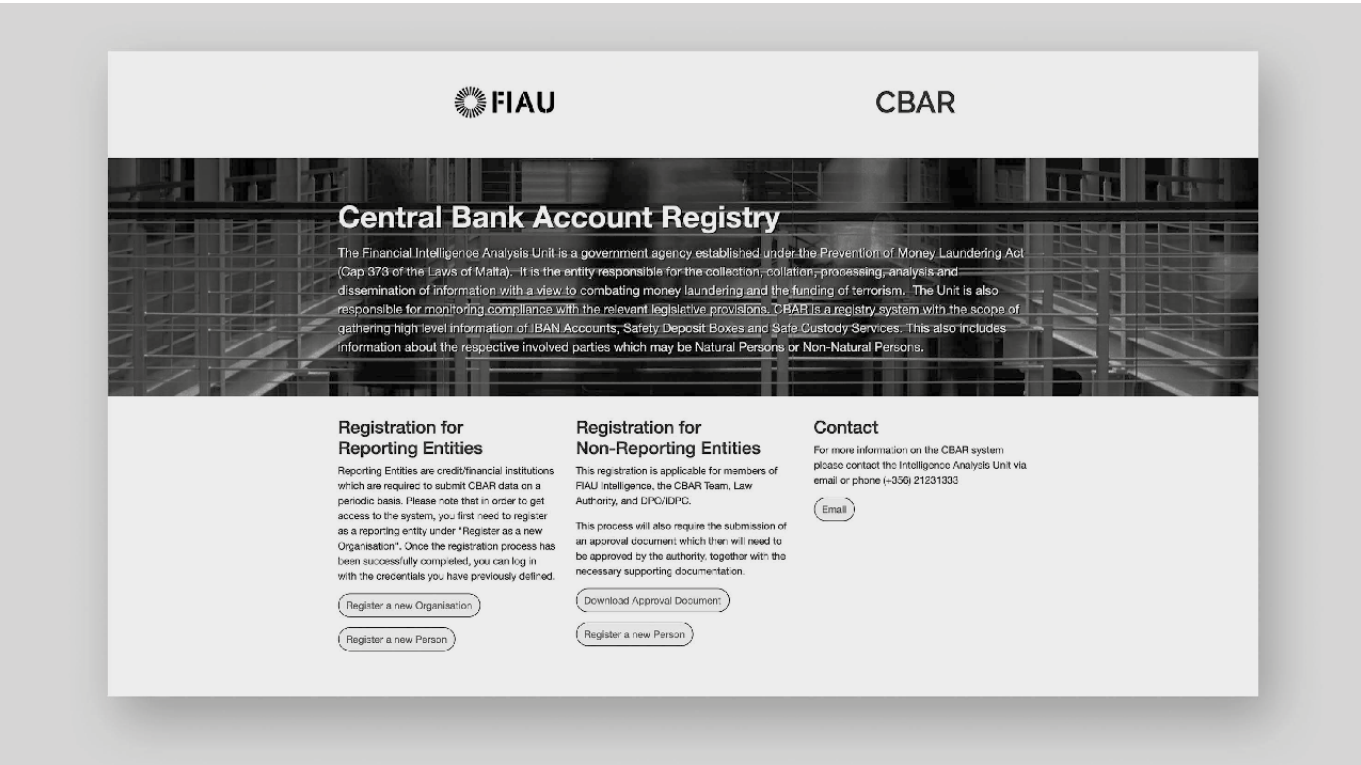 FIAU
CBAR
Central Bank Account Registry
The Financial Intelligence Analysis Unit is a government agency established under the Prevention of Money Laundering Act
(Cap 373 of the Laws of Malta).  It is the entity responsible for the collection, collation, processing, analysis and
dissemination of information with a view to combating money laundering and the funding of terrorism.  The Unit is also
responsible for monitoring compliance with the relevant legislative provisions. CBAR is a registry system with the scope of
gathering high level information of IBAN Accounts, Safety Deposit Boxes and Safe Custody Services. This also includes
information about the respective involved parties which may be Natural Persons or Non-Natural Persons.
Registration for
Reporting Entities
Reporting Entities are credit/financial institutions
which are required to submit CBAR data on a
periodic basis. Please note that in order to get
access to the system, you first need to register
as a reporting entity under "Register as a new
Organisation". Once the registration process has
been successfully completed, you can log in
with the credentials you have previously defined.
Register a new Organisation
Register a new Person
Registration for
Non-Reporting Entities
This registration is applicable for members of
FIAU Intelligence, the CBAR Team, Law
Authority, and DPO/IDPC.
This process will also require the submission of
an approval document which then will need to
be approved by the authority, together with the
necessary supporting documentation.
Download Approval Document
Register a new Person
Contact
For more information on the CBAR system
please contact the Intelligence Analysis Unit via
email or phone (+356) 21231333
Email